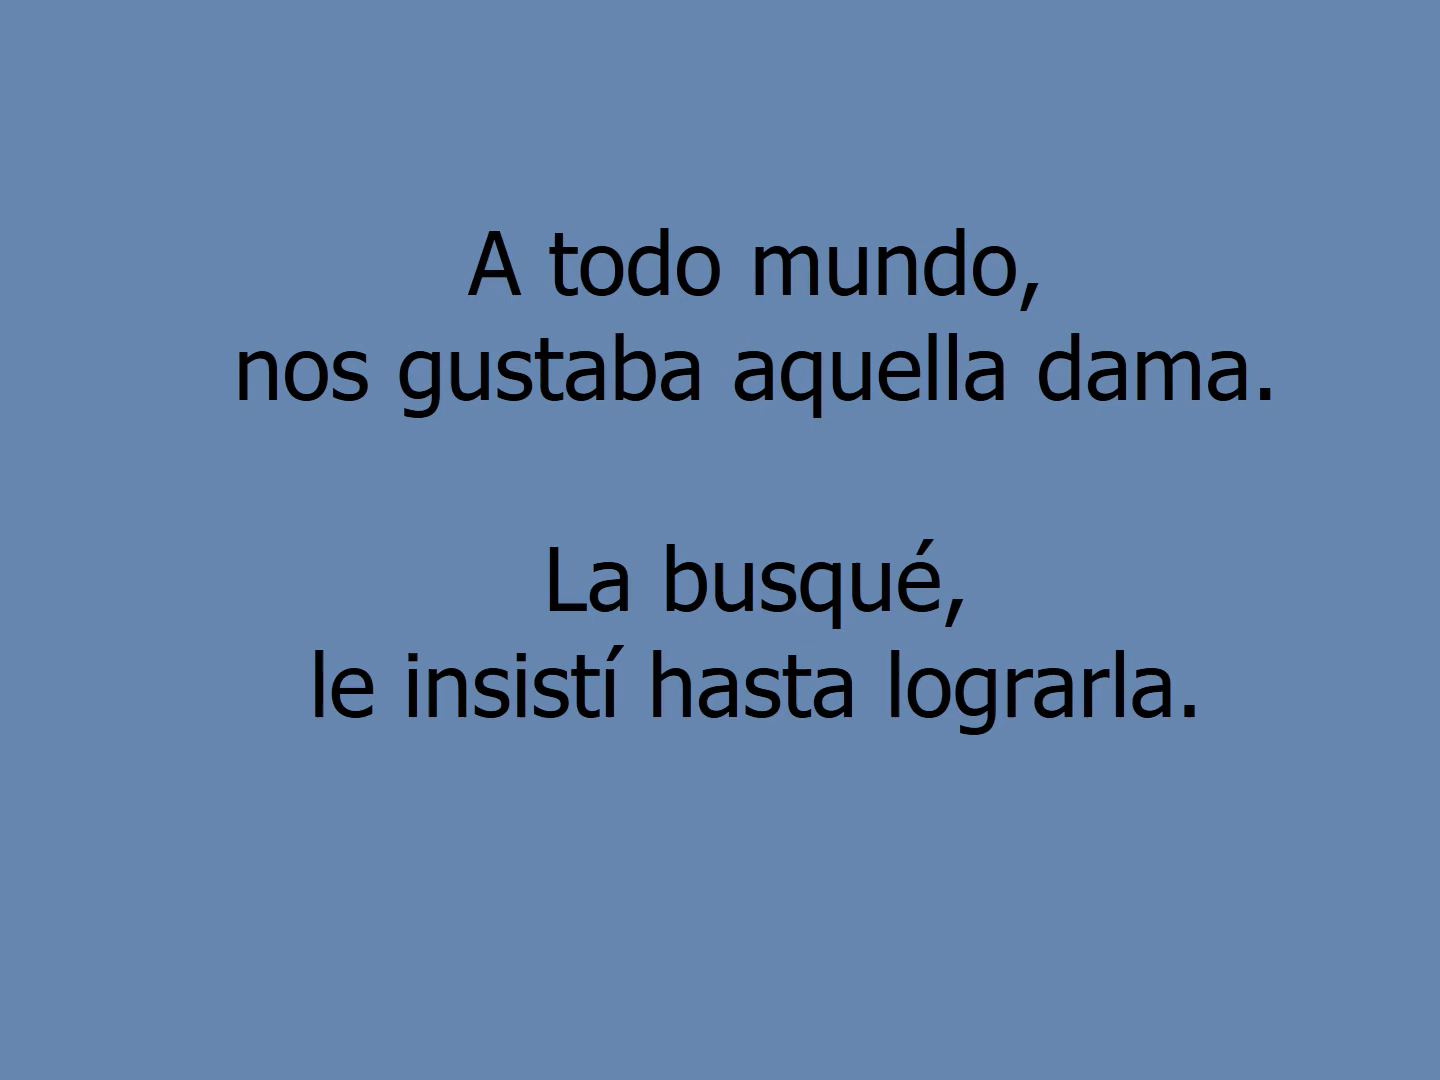 A todo mundo,
nos gustaba aquella dama.
La busqué,
le insistí hasta lograrla.